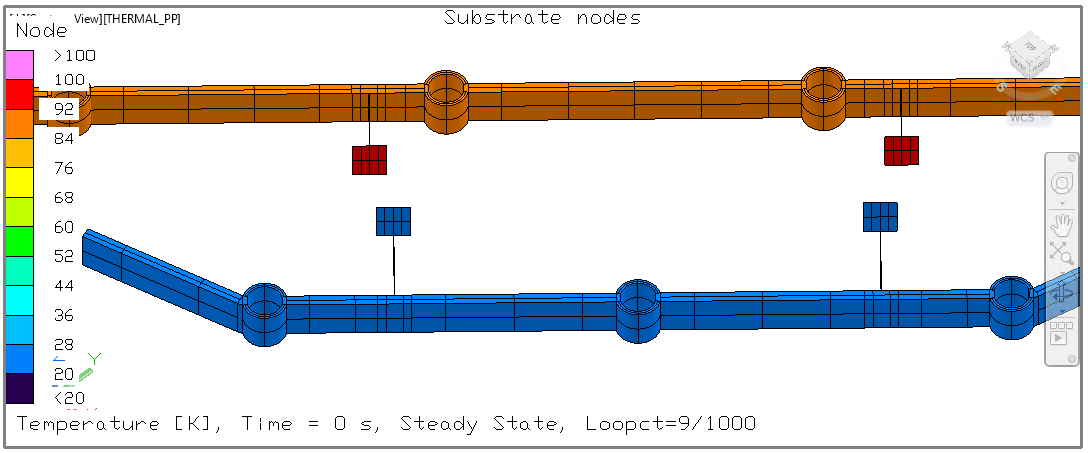 View][THERMAL_PP]
Substrate nodes
Node
>100
100
92
84
76
68
60
52
44
36
28
20
<20
TOP
S
E
WCS
Y
Temperature [K], Time = 0 s, Steady State, Loopct=9/1000